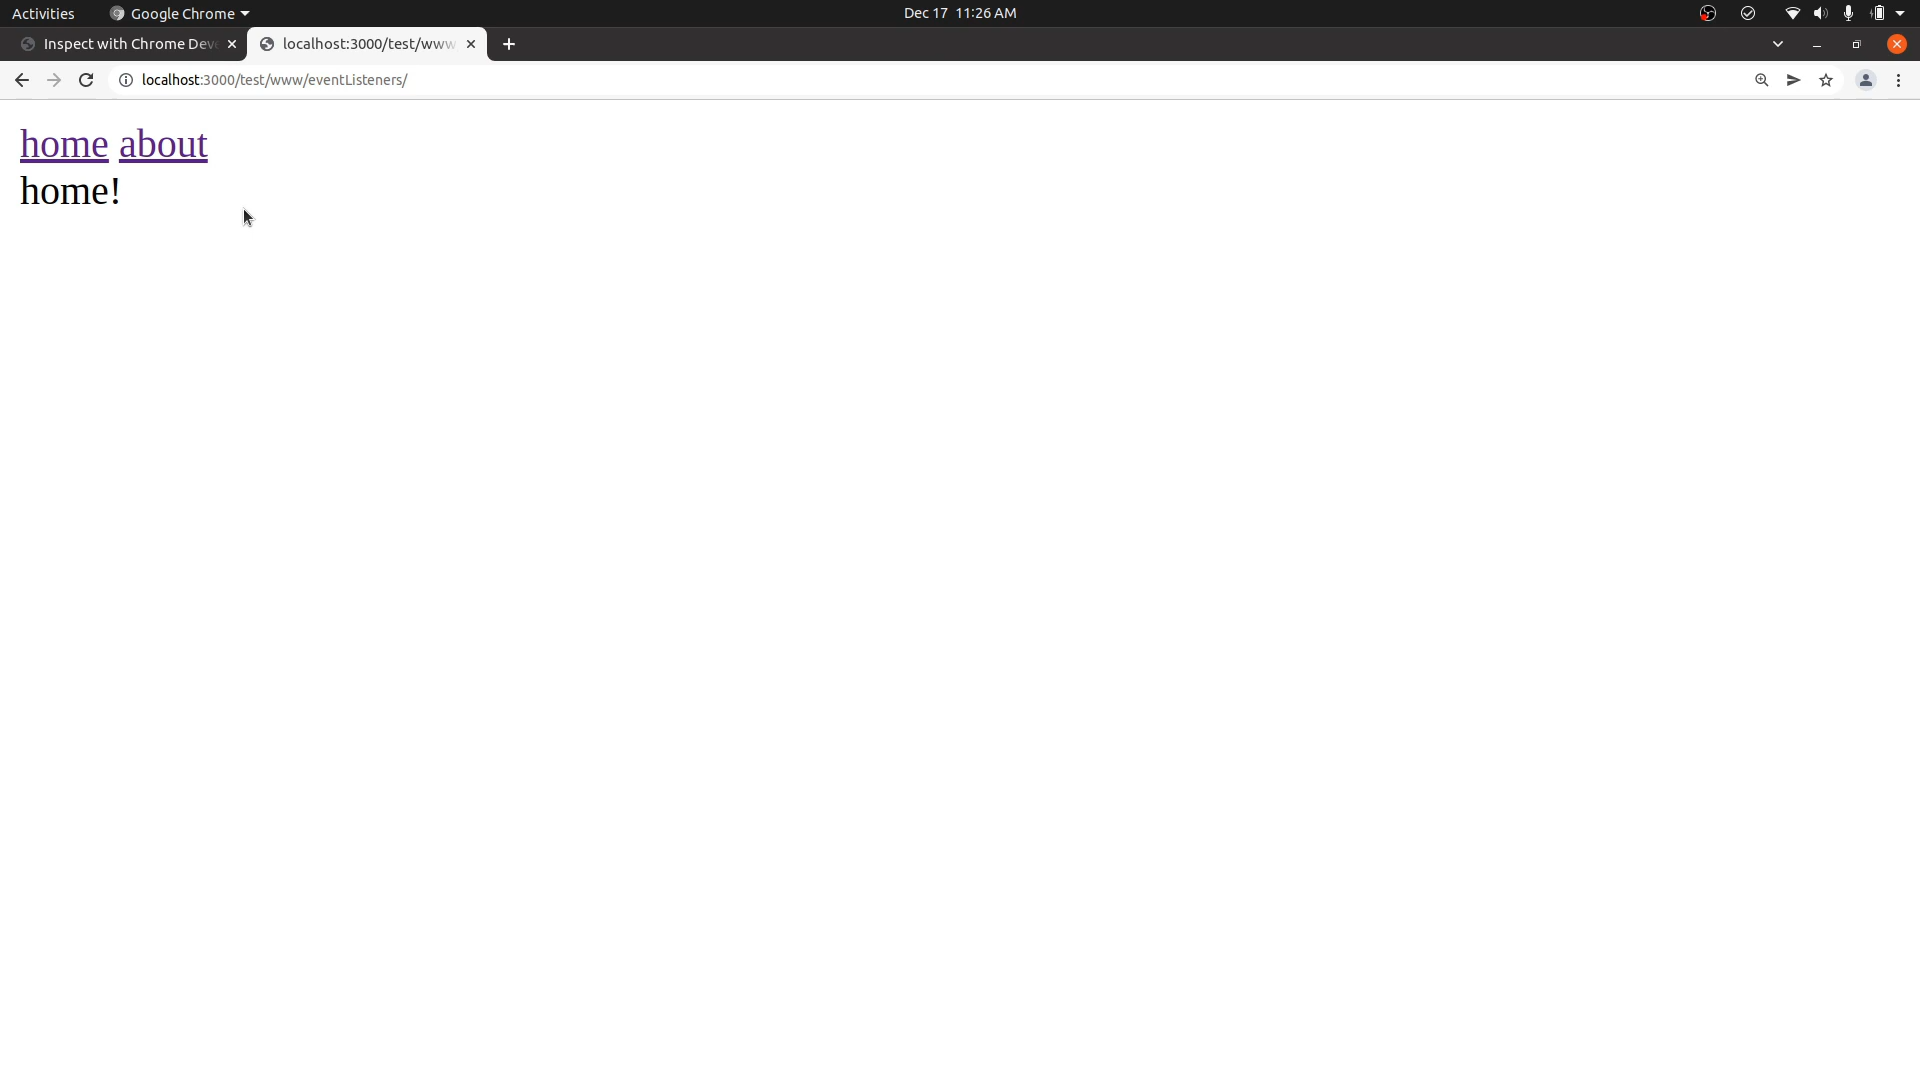 Activities Google Chrome Dec 17 11:26 AM
Inspect with Chrome Dev localhost:3000/test/www
localhost:3000/test/www/eventListeners/
home about
home!